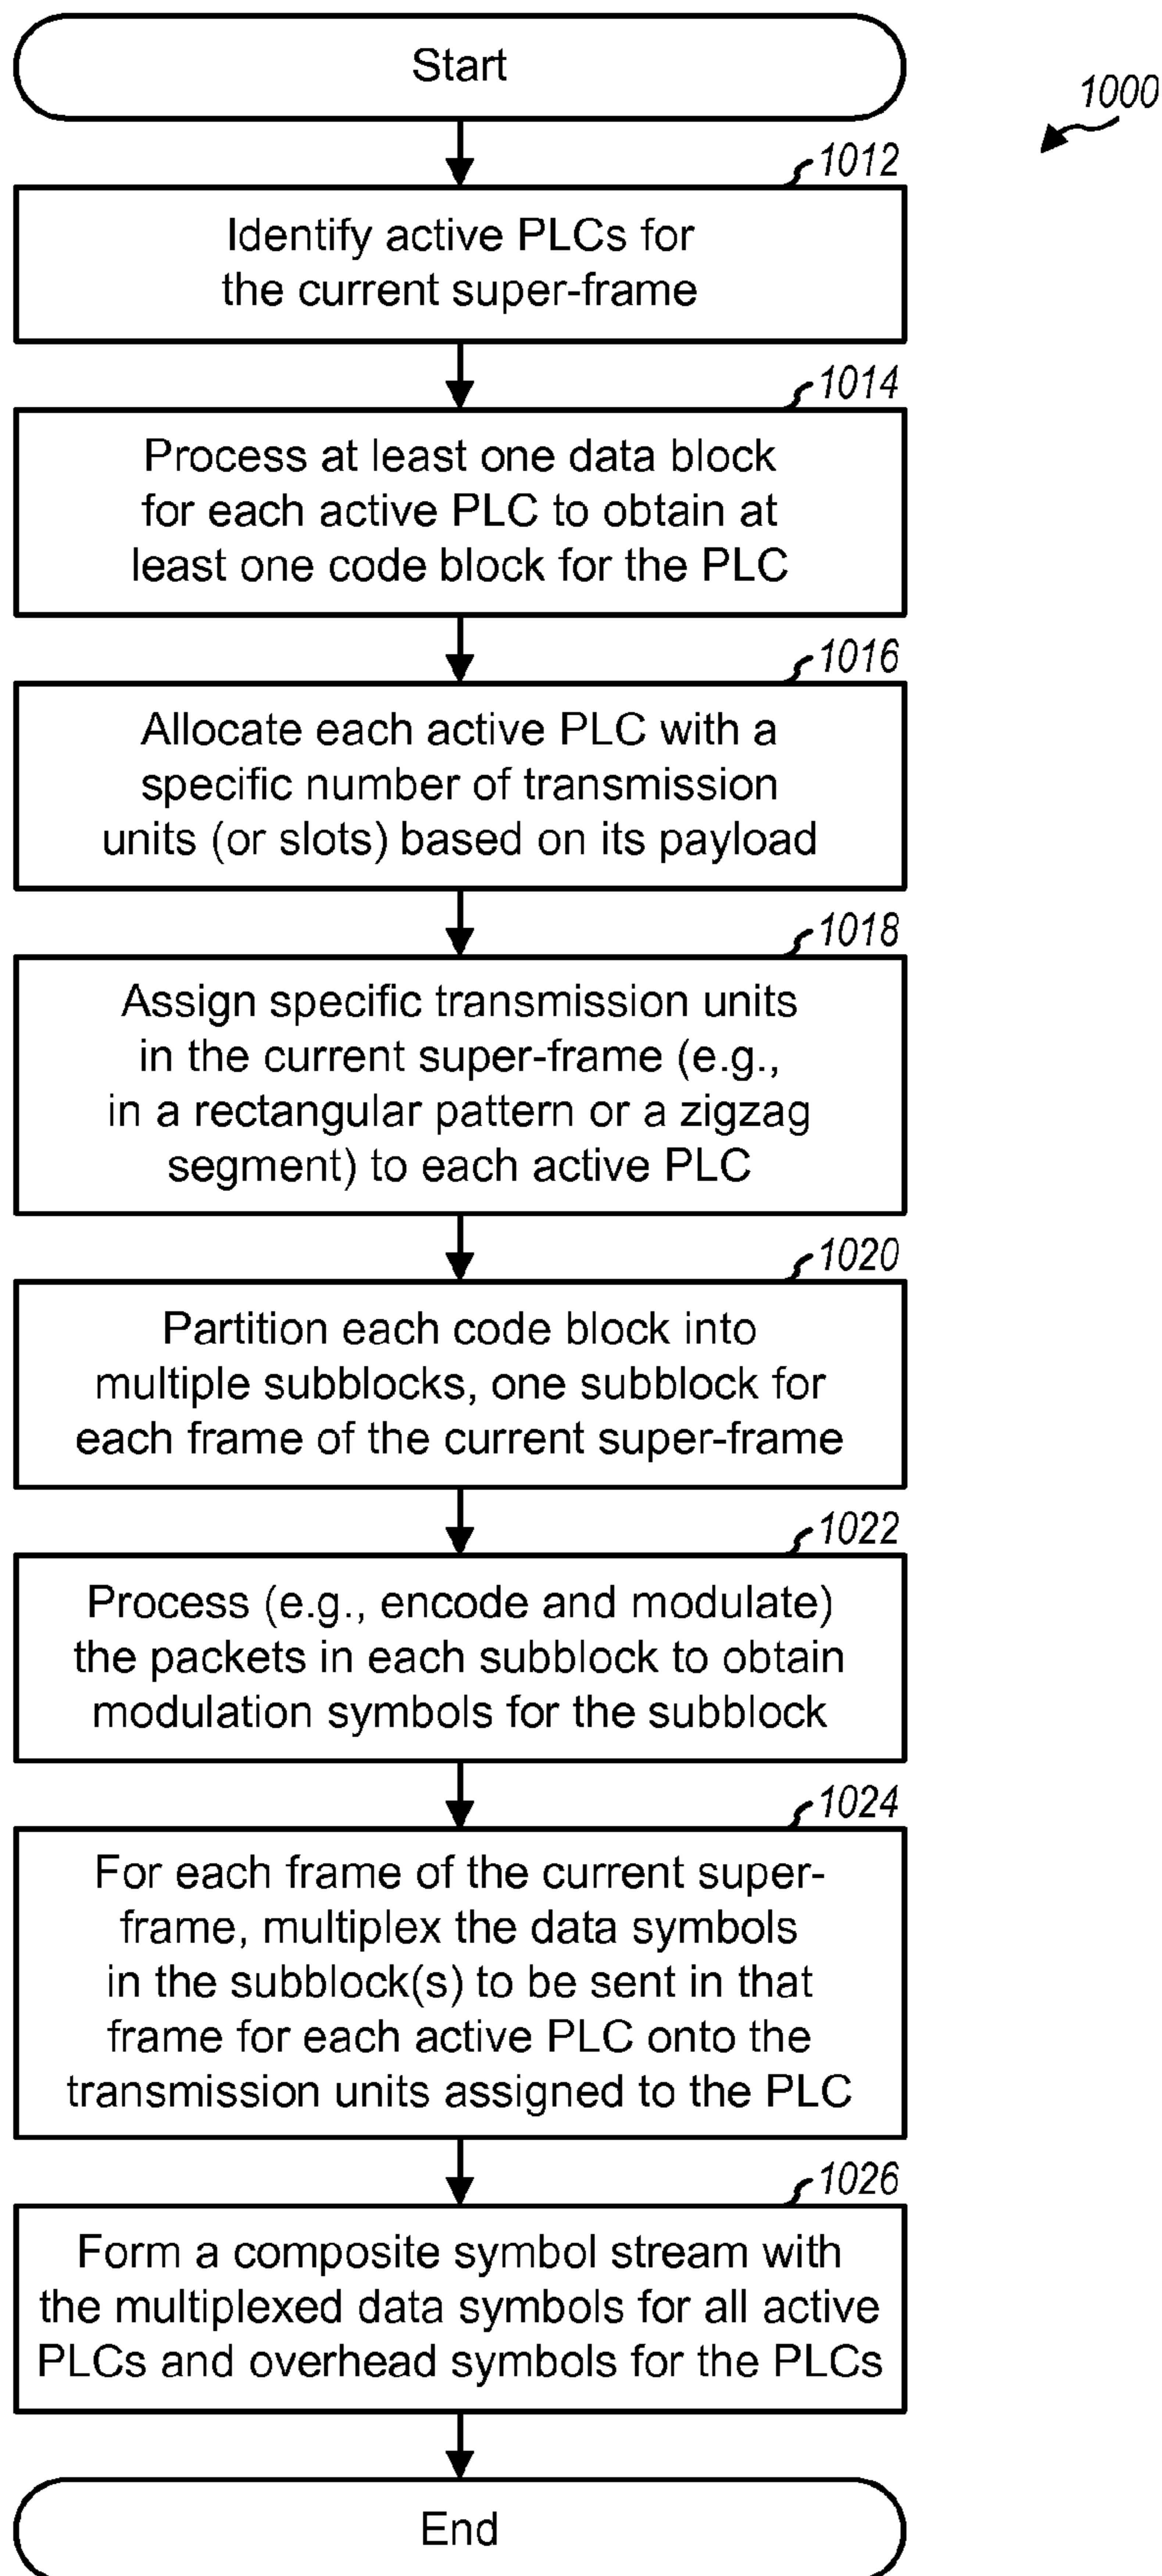 Start
1000
1012
Identify active PLCs for
the current super-frame
1014
Process at least one data block
for each active PLC to obtain at
least one code block for the PLC
1016
Allocate each active PLC with a
specific number of transmission
units (or slots) based on its payload
1018
Assign specific transmission units
in the current super-frame (e.g.,
in a rectangular pattern or a zigzag
segment) to each active PLC
1020
Partition each code block into
multiple subblocks, one subblock for
each frame of the current super-frame
1022
Process (e.g., encode and modulate)
the packets in each subblock to obtain
modulation symbols for the subblock
1024
For each frame of the current super-
frame, multiplex the data symbols
in the subblock(s) to be sent in that
frame for each active PLC onto the
transmission units assigned to the PLC
1026
Form a composite symbol stream with
the multiplexed data symbols for all active
PLCs and overhead symbols for the PLCs
End